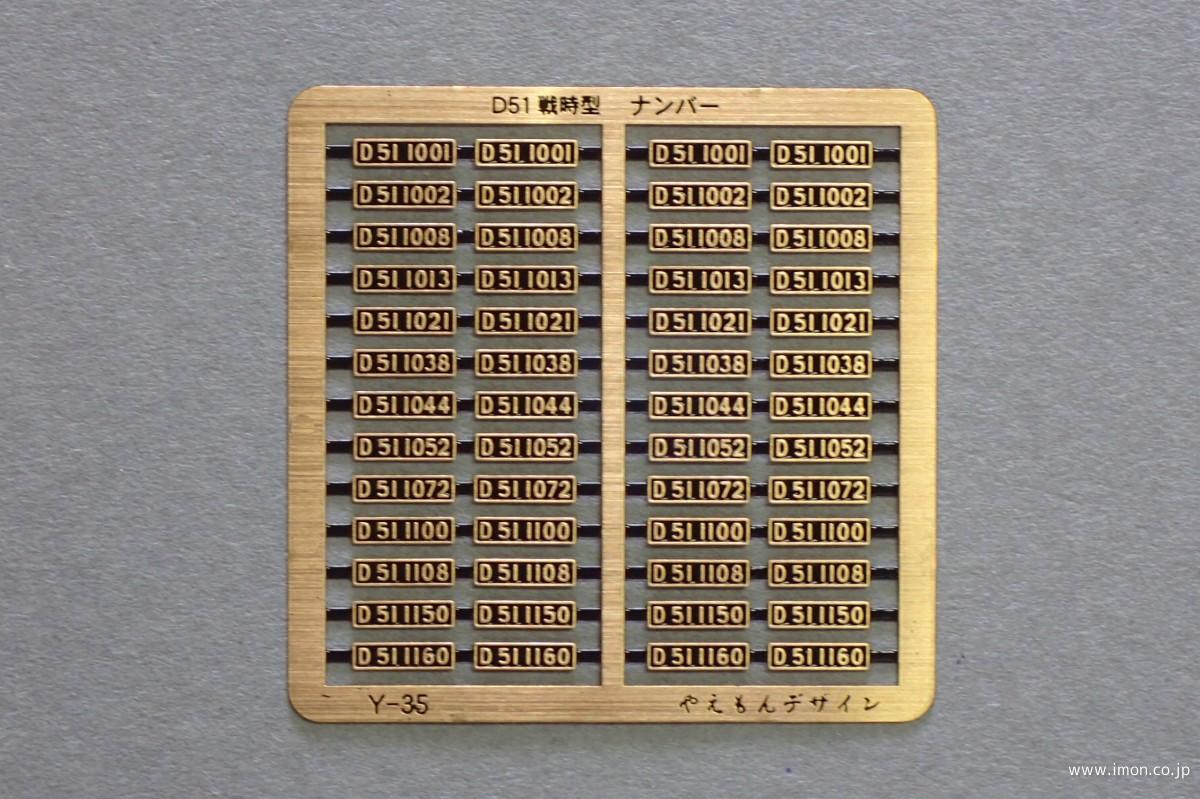 D51 戦時型 ナンバー
D51 1001 D51 1001 D51 1001 D51 1001
D51 1002 D51 1002 D51 1002 D51 1002
D51 1008 D51 1008 D51 1008 D51 1008
D51 1013 D51 1013 D51 1013 D51 1013
D51 1021 D51 1021 D51 1021 D51 1021
D51 1038 D51 1038 D51 1038 D51 1038
D51 1044 D51 1044 D51 1044 D51 1044
D51 1052 D51 1052 D51 1052 D51 1052
D51 1072 D51 1072 D51 1072 D51 1072
D51 1100 D51 1100 D51 1100 D51 1100
D51 1108 D51 1108 D51 1108 D51 1108
D51 1150 D51 1150 D51 1150 D51 1150
D51 1160 D51 1160 D51 1160 D51 1160
Y-35 やえもんデザイン
www.imon.co.jp